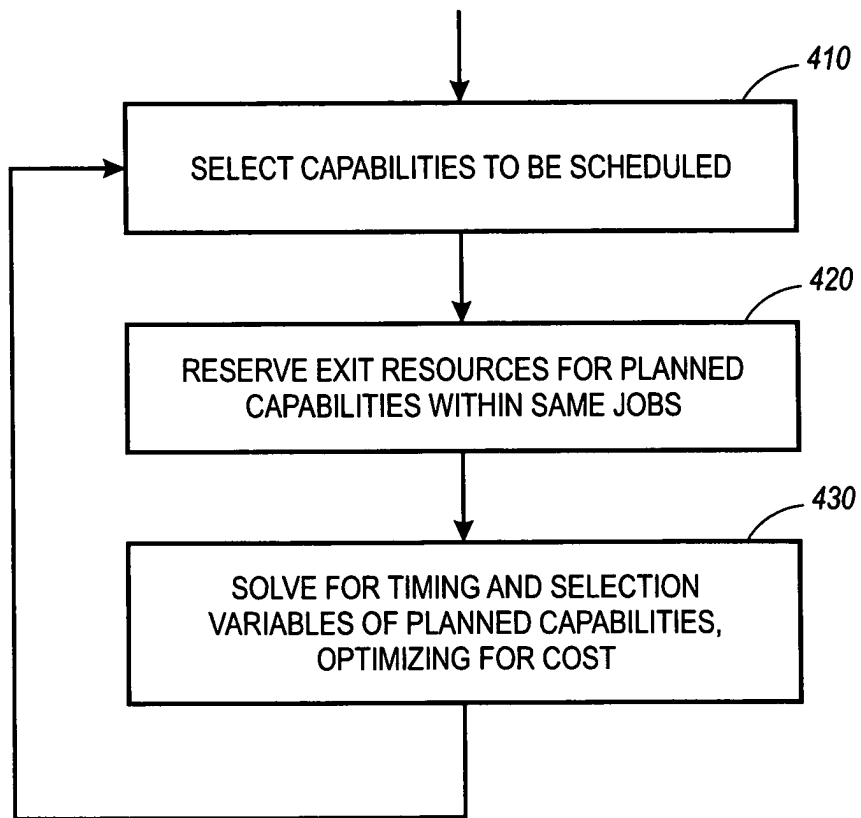 410
SELECT CAPABILITIES TO BE SCHEDULED
420
RESERVE EXIT RESOURCES FOR PLANNED
CAPABILITIES WITHIN SAME JOBS
430
SOLVE FOR TIMING AND SELECTION
VARIABLES OF PLANNED CAPABILITIES,
OPTIMIZING FOR COST